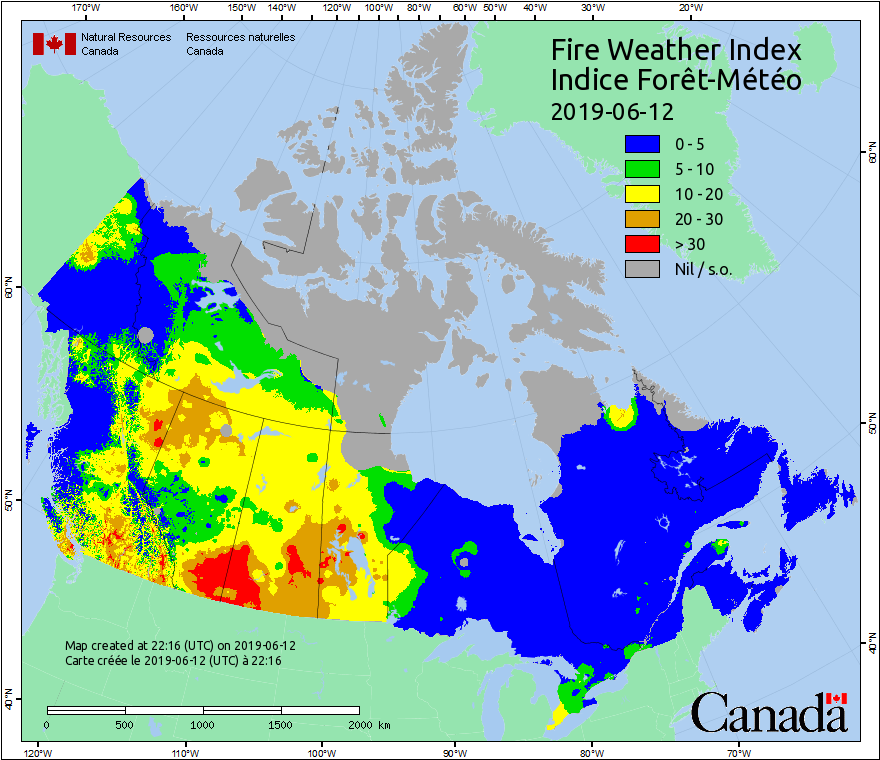 170°W 160°W 150°W 140°W 130°W 120°W 110°W 100°W 90°W 80°W 70°W 60°W 50°W 40°W 30°W 20°W
Natural Resources Ressources naturelles
Canada Canada
Fire Weather Index
Indice Forêt-Météo
2019-06-12
0 - 5
5 - 10
10 - 20
20 - 30
> 30
Nil / s.o.
60°N
60°N
50°N
50°N
40°N
40°N
Map created at 22:16 (UTC) on 2019-06-12
Carte créée le 2019-06-12 (UTC) à 22:16
0 500 1000 1500 2000 km
Canada
120°W 110°W 100°W 90°W 80°W 70°W